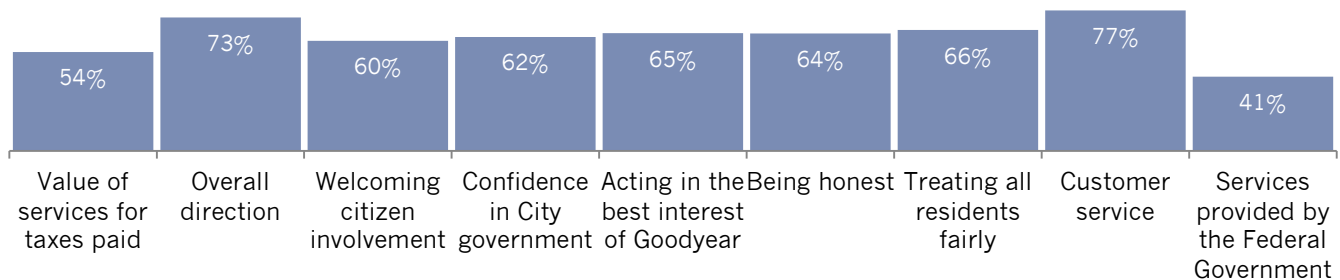 54%
73%
60%
62%
65%
64%
66%
77%
41%
Value of
services for
taxes paid
Overall
direction
Welcoming
citizen
involvement
Confidence
in City
government
Acting in the
best interest
of Goodyear
Being honest
Treating all
residents
fairly
Customer
service
Services
provided by
the Federal
Government